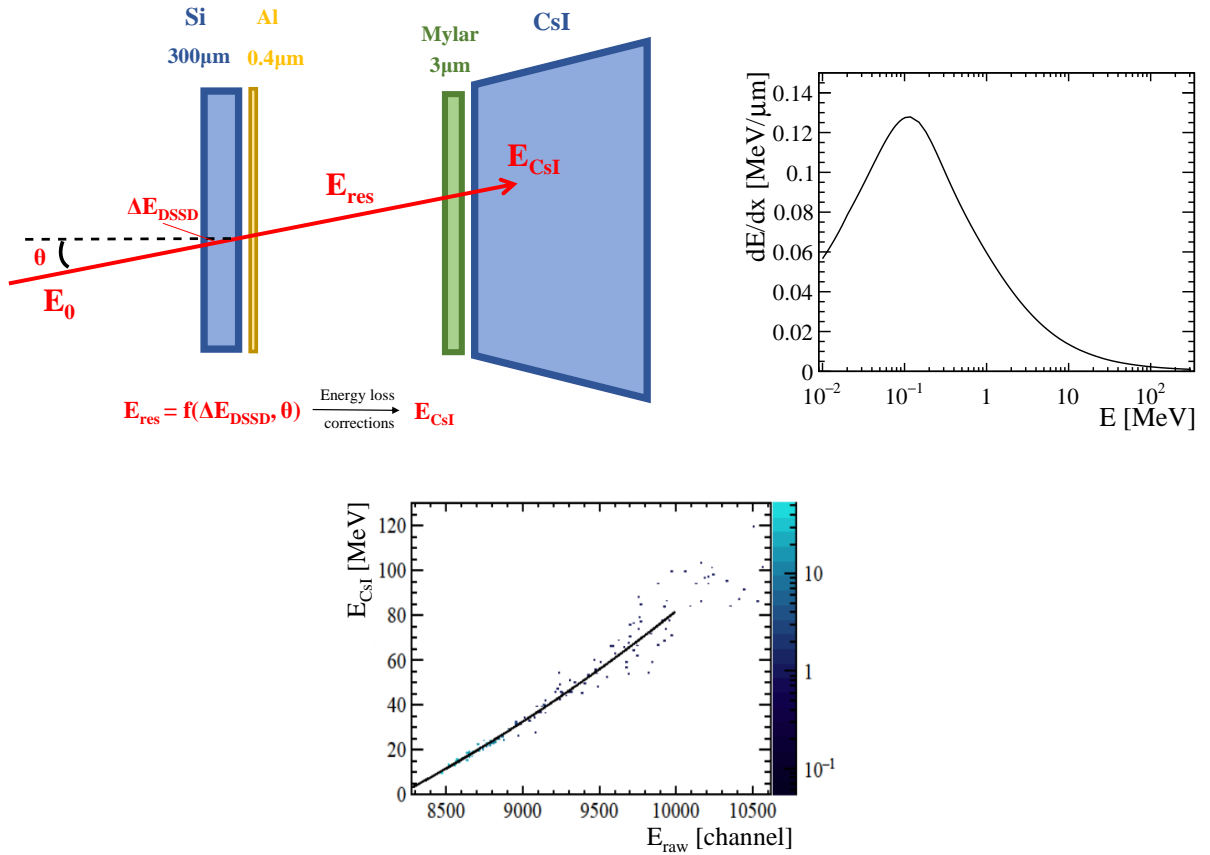 Si
Al
300µm
0.4µm
Mylar
3µm
CsI
ΔE_DSSD
θ
E_0
E_res
E_CsI
E_res = f(ΔE_DSSD, θ)
Energy loss
corrections
E_CsI
dE/dx [MeV/µm]
0.14
0.12
0.1
0.08
0.06
0.04
0.02
0
10⁻²
10⁻¹
1
10
10²
E [MeV]
E_CsI [MeV]
120
100
80
60
40
20
0
8500
9000
9500
10000
10500
E_raw [channel]
10
1
10⁻¹